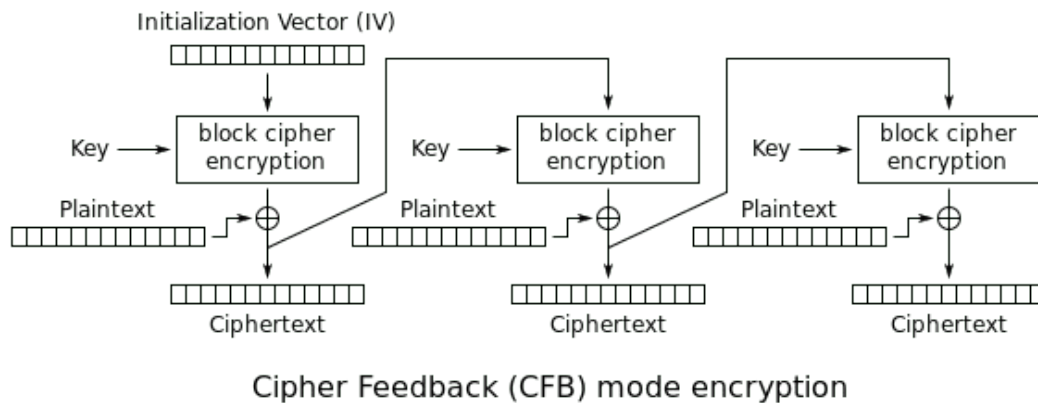 Initialization Vector (IV)
Key
block cipher
encryption
Plaintext
Ciphertext
Key
block cipher
encryption
Plaintext
Ciphertext
Key
block cipher
encryption
Plaintext
Ciphertext
Cipher Feedback (CFB) mode encryption